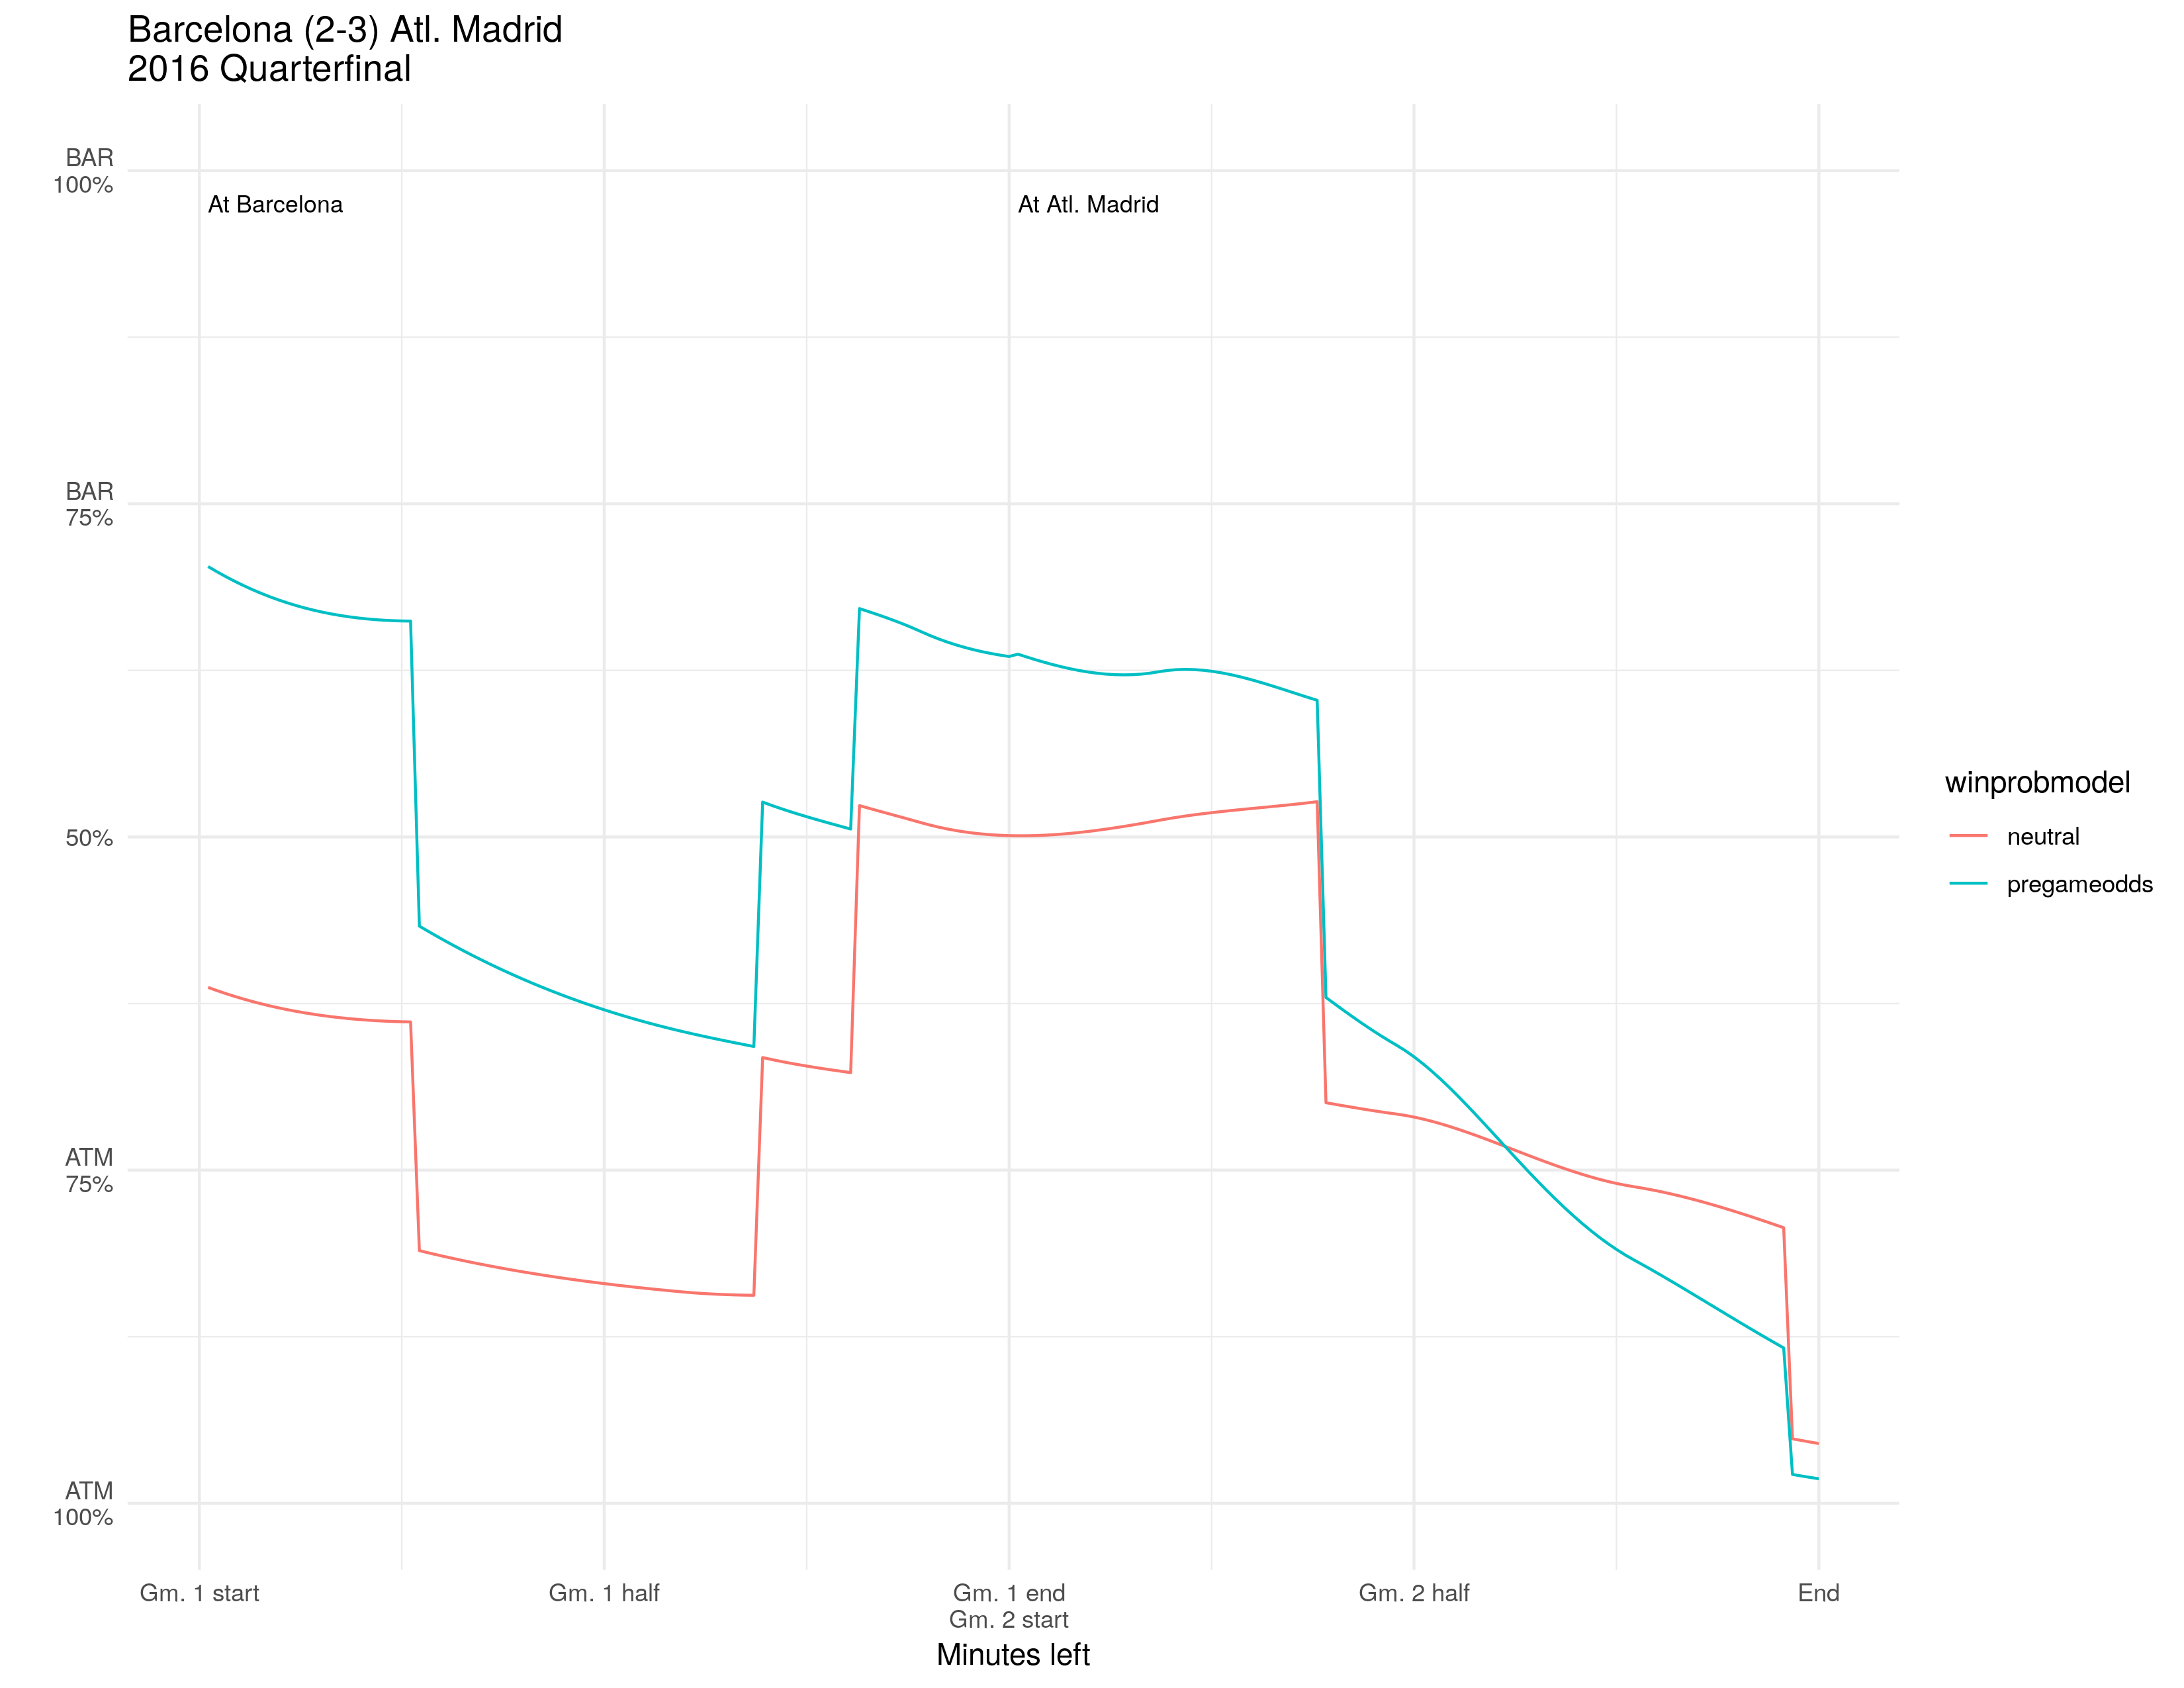 Barcelona (2-3) Atl. Madrid
2016 Quarterfinal
BAR
100%
At Barcelona
At Atl. Madrid
BAR
75%
50%
ATM
75%
ATM
100%
winprobmodel
neutral
pregameodds
Gm. 1 start
Gm. 1 half
Gm. 1 end
Gm. 2 start
Gm. 2 half
End
Minutes left